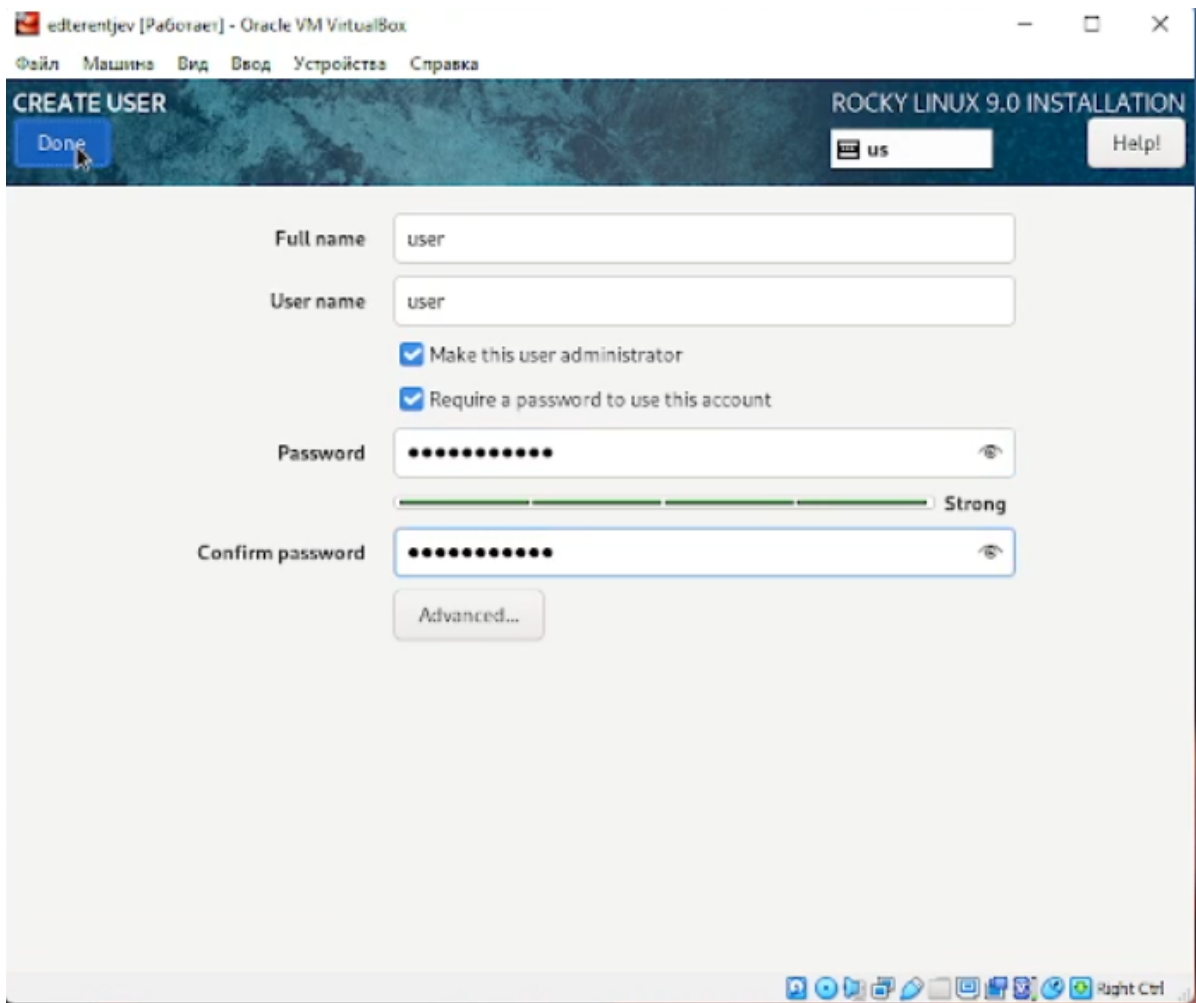 edterentjev [Работает] - Oracle VM VirtualBox
Файл Машина Вид Ввод Устройства Справка
CREATE USER
ROCKY LINUX 9.0 INSTALLATION
Done
us
Help!
Full name
user
User name
user
Make this user administrator
Require a password to use this account
Password
●●●●●●●●●●●
Strong
Confirm password
●●●●●●●●●●●
Advanced...
Right Ctrl